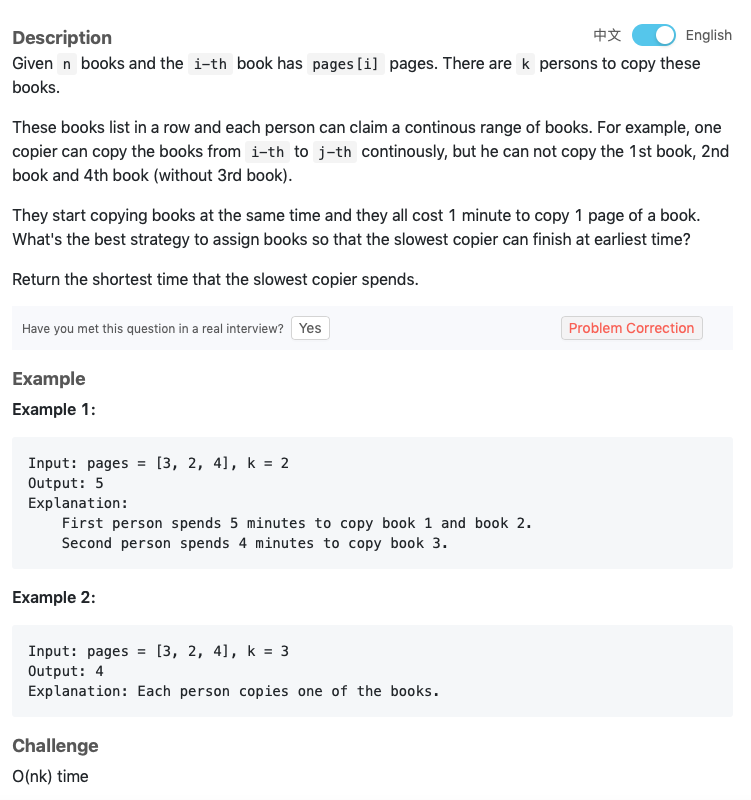 Description 中文 English
Given n books and the i-th book has pages[i] pages. There are k persons to copy these
books.
These books list in a row and each person can claim a continous range of books. For example, one
copier can copy the books from i-th to j-th continously, but he can not copy the 1st book, 2nd
book and 4th book (without 3rd book).
They start copying books at the same time and they all cost 1 minute to copy 1 page of a book.
What's the best strategy to assign books so that the slowest copier can finish at earliest time?
Return the shortest time that the slowest copier spends.
Have you met this question in a real interview? Yes Problem Correction
Example
Example 1:
Input: pages = [3, 2, 4], k = 2
Output: 5
Explanation:
    First person spends 5 minutes to copy book 1 and book 2.
    Second person spends 4 minutes to copy book 3.
Example 2:
Input: pages = [3, 2, 4], k = 3
Output: 4
Explanation: Each person copies one of the books.
Challenge
O(nk) time